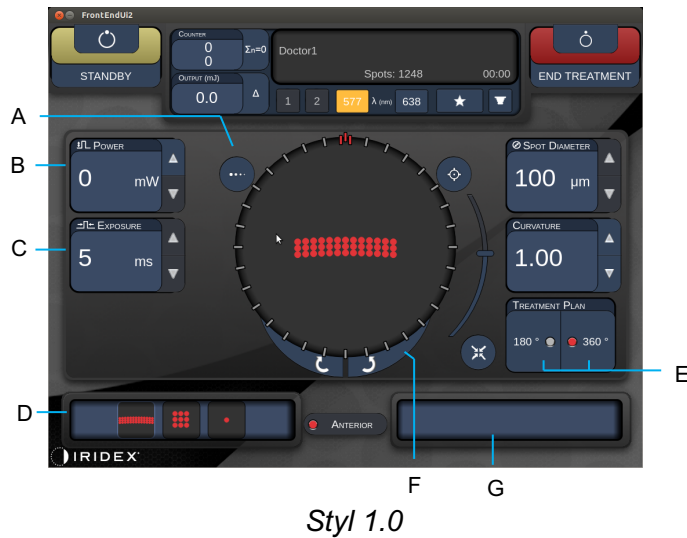 FrontEndUi2
STANDBY
COUNTER
0
0
Σn=0
OUTPUT (mJ)
0.0
Δ
Doctor1
Spots: 1248
00:00
1
2
577
λ (nm)
638
END TREATMENT
A
B
POWER
0
mW
C
EXPOSURE
5
ms
SPOT DIAMETER
100
μm
CURVATURE
1.00
TREATMENT PLAN
180 °
360 °
E
D
ANTERIOR
IRIDEX
F
G
Styl 1.0